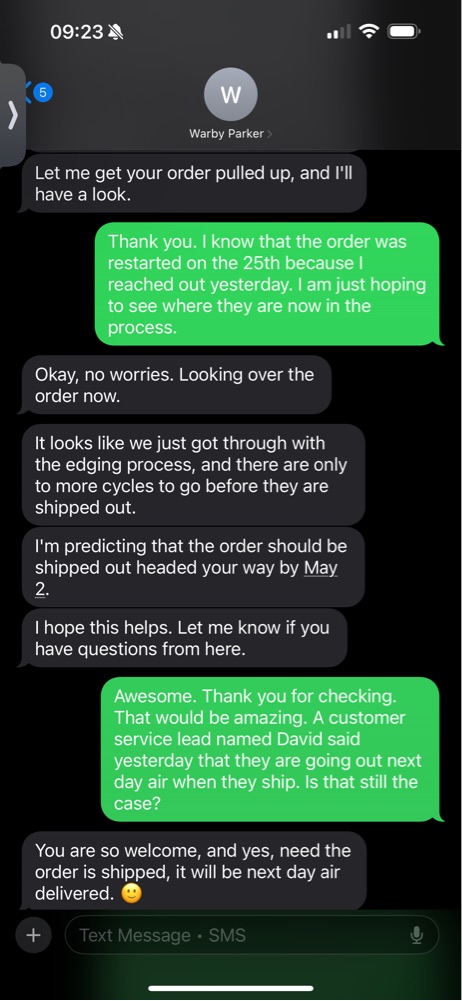 09:23
5
W
Warby Parker
Let me get your order pulled up, and I'll
have a look.
Thank you. I know that the order was
restarted on the 25th because I
reached out yesterday. I am just hoping
to see where they are now in the
process.
Okay, no worries. Looking over the
order now.
It looks like we just got through with
the edging process, and there are only
to more cycles to go before they are
shipped out.
I'm predicting that the order should be
shipped out headed your way by May
2.
I hope this helps. Let me know if you
have questions from here.
Awesome. Thank you for checking.
That would be amazing. A customer
service lead named David said
yesterday that they are going out next
day air when they ship. Is that still the
case?
You are so welcome, and yes, need the
order is shipped, it will be next day air
delivered. 🙂
Text Message • SMS